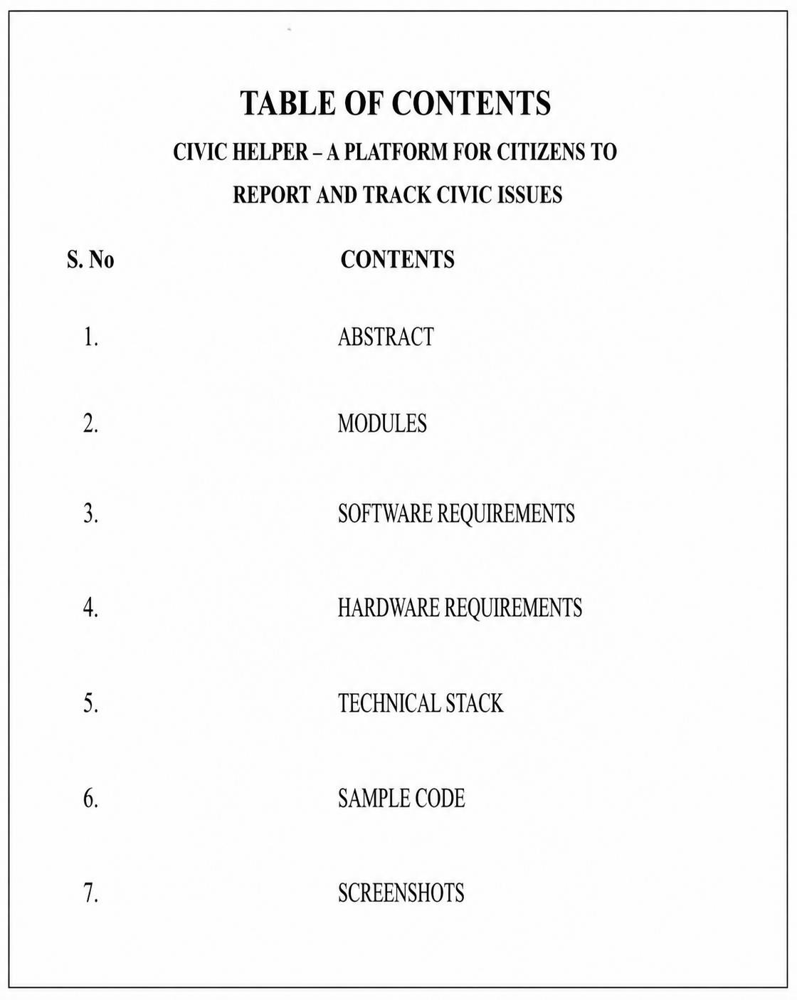 TABLE OF CONTENTS
CIVIC HELPER – A PLATFORM FOR CITIZENS TO
REPORT AND TRACK CIVIC ISSUES
S. No CONTENTS
1. ABSTRACT
2. MODULES
3. SOFTWARE REQUIREMENTS
4. HARDWARE REQUIREMENTS
5. TECHNICAL STACK
6. SAMPLE CODE
7. SCREENSHOTS